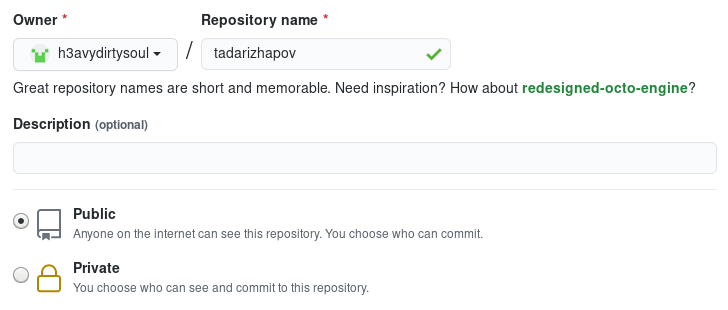 Owner * Repository name *
h3avydirtysoul / tadarizhapov
Great repository names are short and memorable. Need inspiration? How about redesigned-octo-engine?
Description (optional)
Public
Anyone on the internet can see this repository. You choose who can commit.
Private
You choose who can see and commit to this repository.